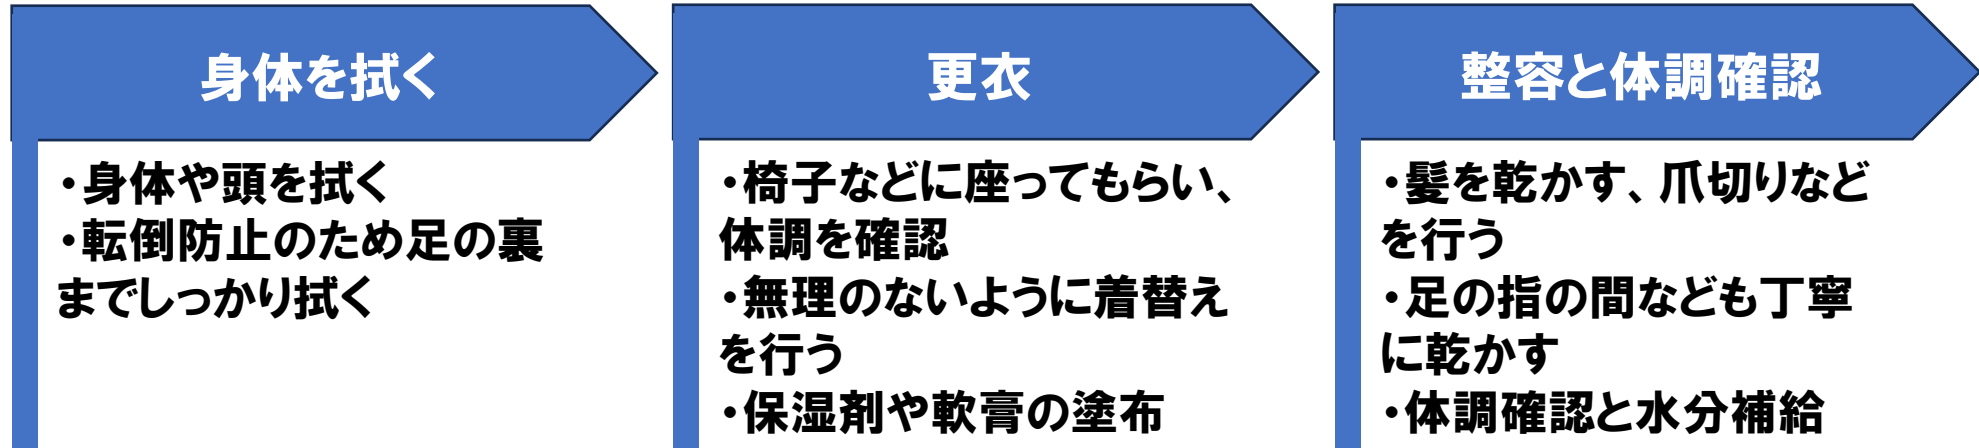 身体を拭く
・身体や頭を拭く
・転倒防止のため足の裏
までしっかり拭く
更衣
・椅子などに座ってもらい、
体調を確認
・無理のないように着替え
を行う
・保湿剤や軟膏の塗布
整容と体調確認
・髪を乾かす、爪切りなど
を行う
・足の指の間なども丁寧
に乾かす
・体調確認と水分補給